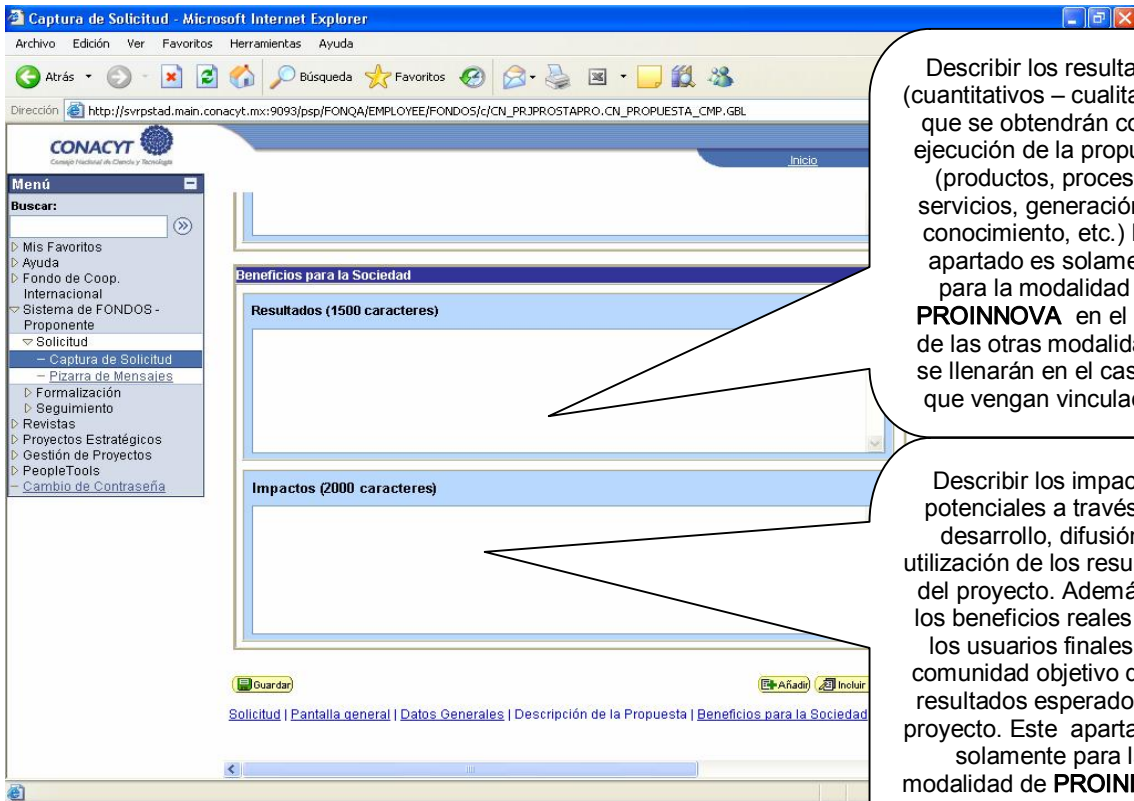 Captura de Solicitud - Microsoft Internet Explorer
Archivo Edición Ver Favoritos Herramientas Ayuda
Atrás Búsqueda Favoritos
Dirección http://svrpstad.main.conacyt.mx:9093/psp/FONQA/EMPLOYEE/FONDOS/c/CN_PRJPROSTAPRO.CN_PROPUESTA_CMP.GBL
CONACYT
Consejo Nacional de Ciencia y Tecnología
Inicio
Menú
Buscar:
Mis Favoritos
Ayuda
Fondo de Coop.
Internacional
Sistema de FONDOS -
Proponente
Solicitud
– Captura de Solicitud
– Pizarra de Mensajes
Formalización
Seguimiento
Revistas
Proyectos Estratégicos
Gestión de Proyectos
PeopleTools
– Cambio de Contraseña
Beneficios para la Sociedad
Resultados (1500 caracteres)
Impactos (2000 caracteres)
Guardar
Añadir Incluir
Solicitud | Pantalla general | Datos Generales | Descripción de la Propuesta | Beneficios para la Sociedad
Describir los resulta
(cuantitativos – cualita
que se obtendrán co
ejecución de la propu
(productos, proces
servicios, generación
conocimiento, etc.)
apartado es solame
para la modalidad
PROINNOVA en el
de las otras modalida
se llenarán en el cas
que vengan vincula
Describir los impac
potenciales a través
desarrollo, difusión
utilización de los resu
del proyecto. Ademá
los beneficios reales
los usuarios finales
comunidad objetivo d
resultados esperado
proyecto. Este aparta
solamente para l
modalidad de PROIN